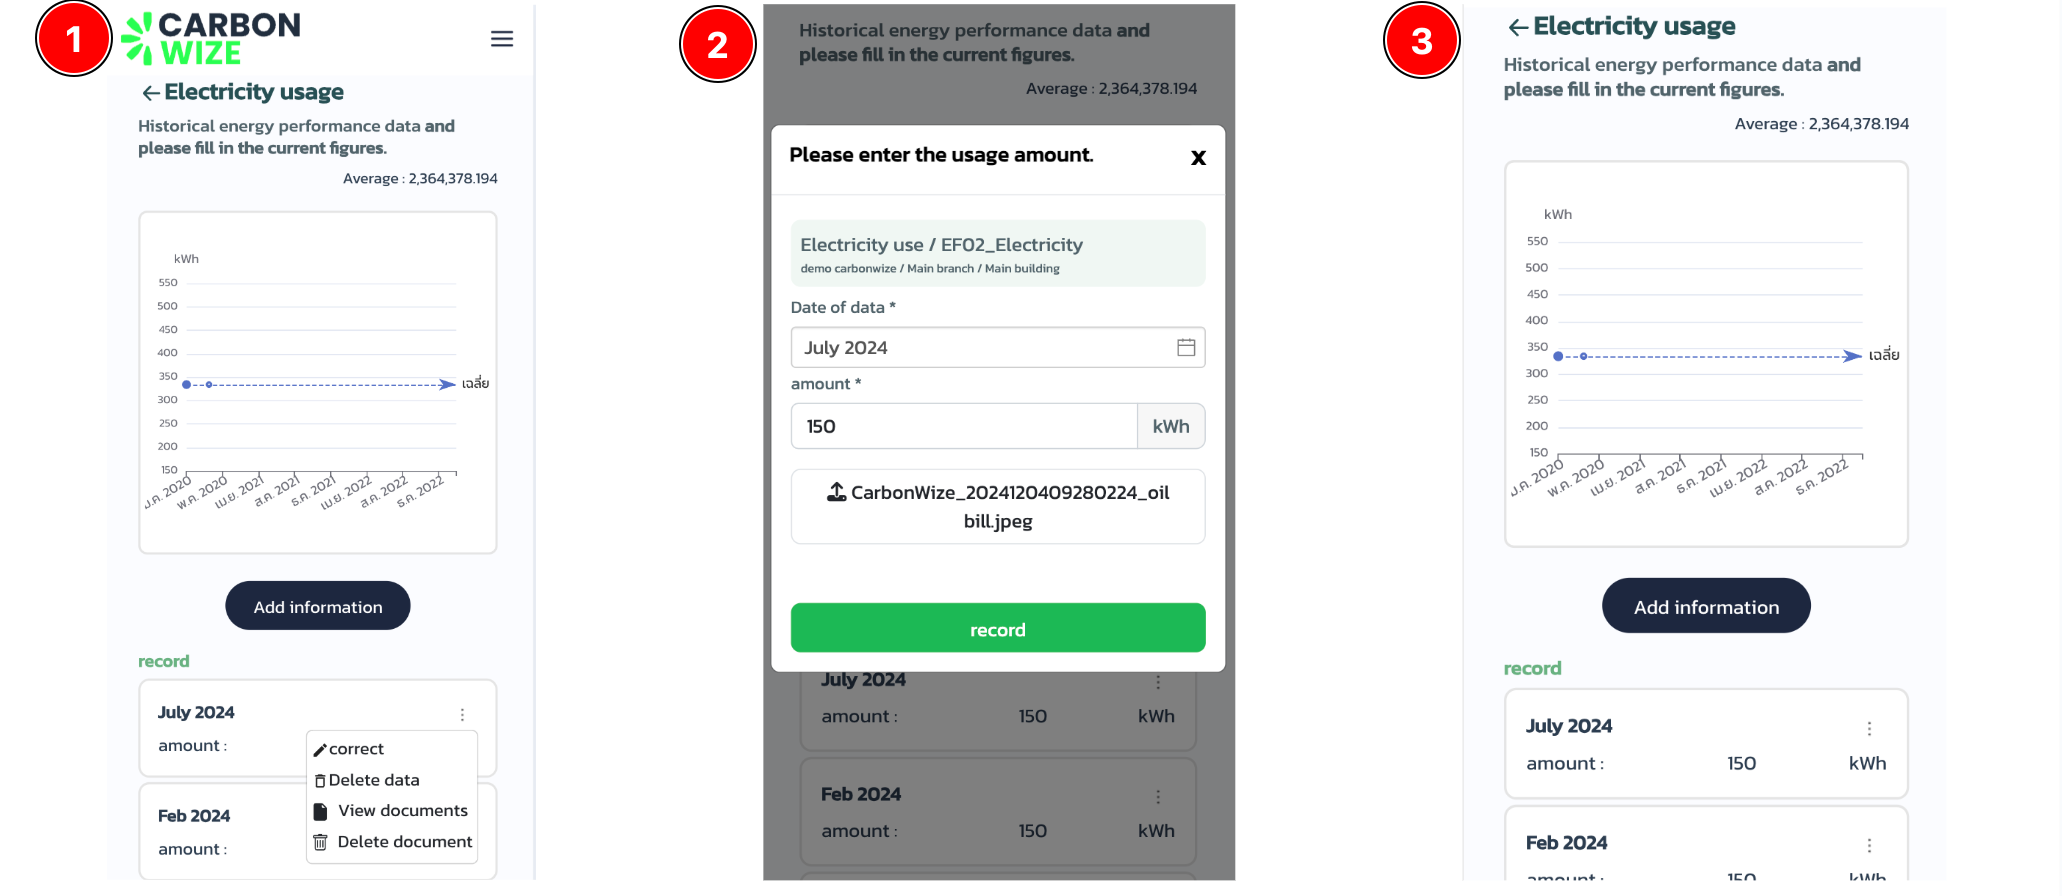 1
CARBON
WIZE
Electricity usage
Historical energy performance data and
please fill in the current figures.
Average : 2,364,378.194
kWh
550
500
450
400
350
300
250
200
150
เฉลี่ย
พ.ค. 2020
เม.ย. 2021
ส.ค. 2021
ธ.ค. 2021
เม.ย. 2022
ส.ค. 2022
ธ.ค. 2022
Add information
record
July 2024
amount :
correct
Delete data
View documents
Delete document
Feb 2024
amount :
2
Historical energy performance data and
please fill in the current figures.
Average : 2,364,378.194
Please enter the usage amount.
X
Electricity use / EF02_Electricity
demo carbonwize / Main branch / Main building
Date of data *
July 2024
amount *
150 kWh
CarbonWize_2024120409280224_oil
bill.jpeg
record
July 2024
amount : 150 kWh
Feb 2024
amount : 150 kWh
3
Electricity usage
Historical energy performance data and
please fill in the current figures.
Average : 2,364,378.194
kWh
550
500
450
400
350
300
250
200
150
เฉลี่ย
พ.ค. 2020
เม.ย. 2021
ส.ค. 2021
ธ.ค. 2021
เม.ย. 2022
ส.ค. 2022
ธ.ค. 2022
Add information
record
July 2024
amount : 150 kWh
Feb 2024
amount : 150 kWh